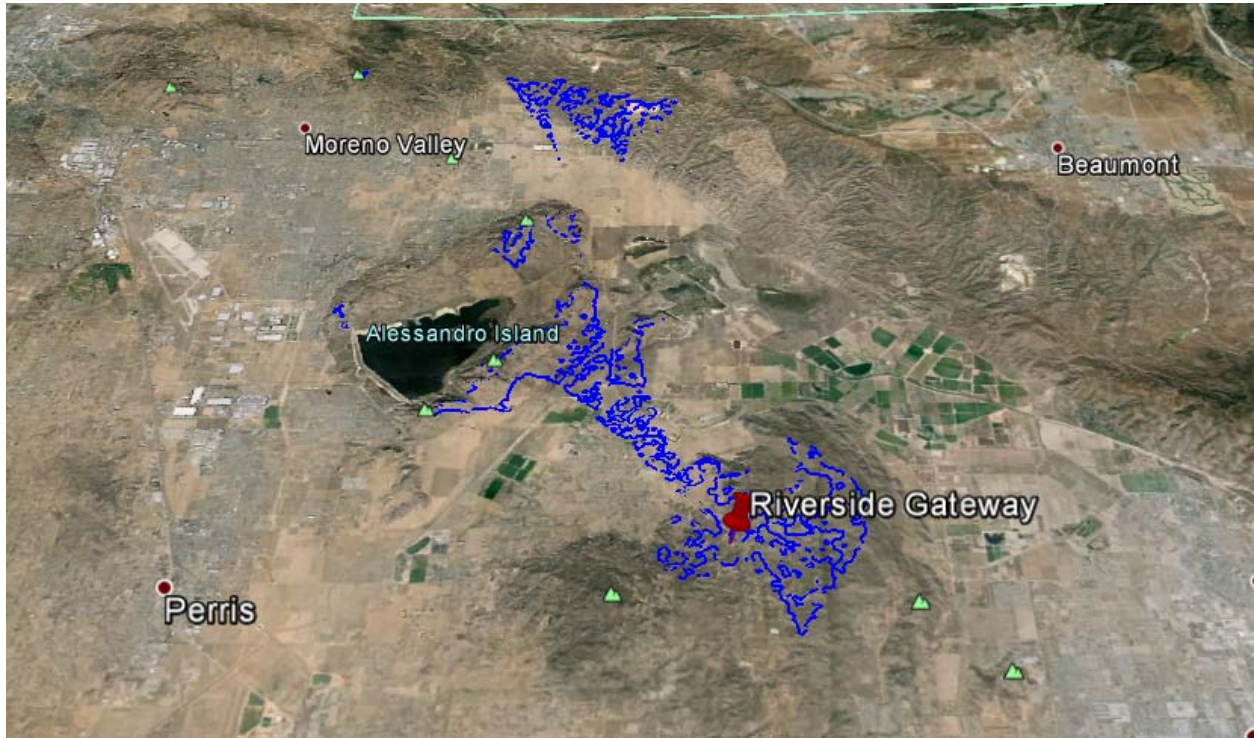 Moreno Valley
Beaumont
Alessandro Island
Riverside Gateway
Perris